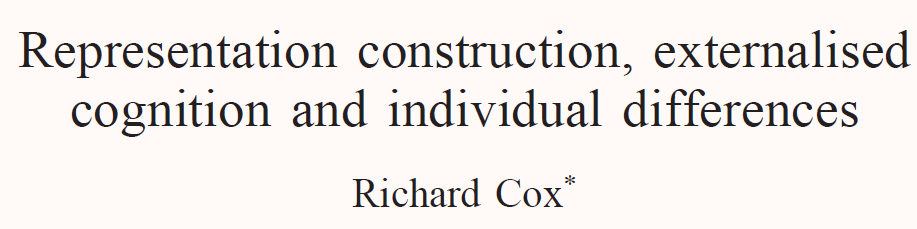 Representation construction, externalised
cognition and individual differences
Richard Cox*